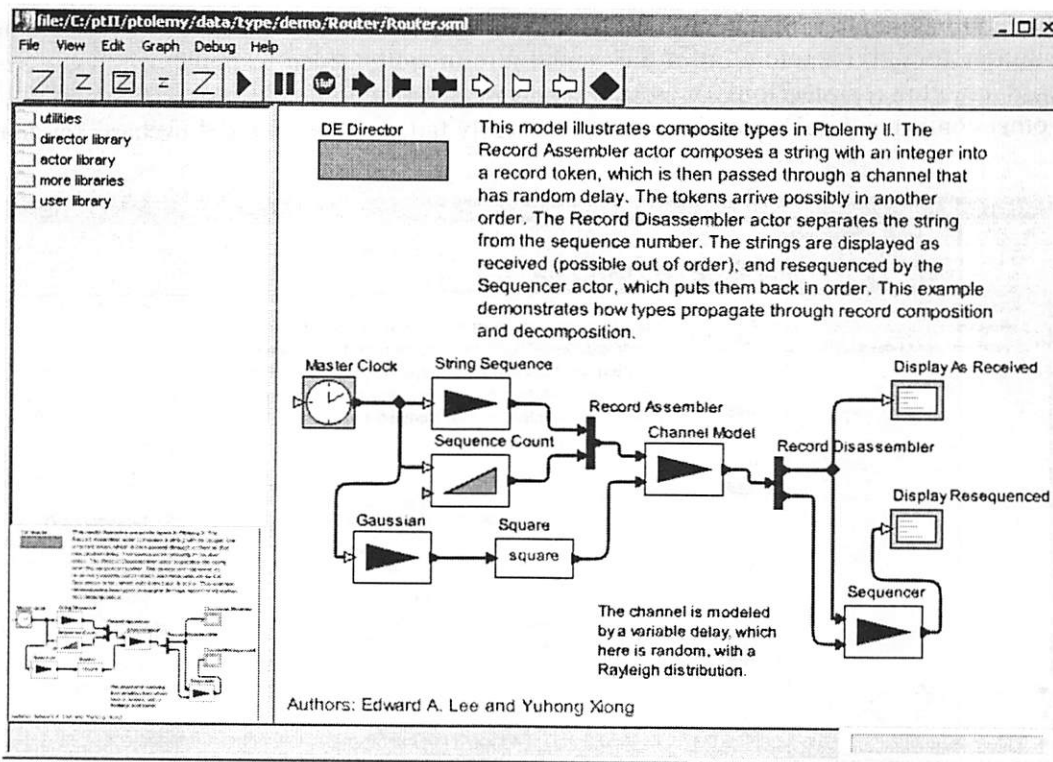 file:/C:/ptII/ptolemy/data/type/demo/Router/Router.xml
File View Edit Graph Debug Help
utilities
director library
actor library
more libraries
user library
DE Director
This model illustrates composite types in Ptolemy II. The
Record Assembler actor composes a string with an integer into
a record token, which is then passed through a channel that
has random delay. The tokens arrive possibly in another
order. The Record Disassembler actor separates the string
from the sequence number. The strings are displayed as
received (possible out of order), and resequenced by the
Sequencer actor, which puts them back in order. This example
demonstrates how types propagate through record composition
and decomposition.
Master Clock
String Sequence
Display As Received
Record Assembler
Sequence Count
Channel Model
Record Disassembler
Display Resequenced
Gaussian
Square
square
Sequencer
The channel is modeled
by a variable delay, which
here is random, with a
Rayleigh distribution.
Authors: Edward A. Lee and Yuhong Xiong